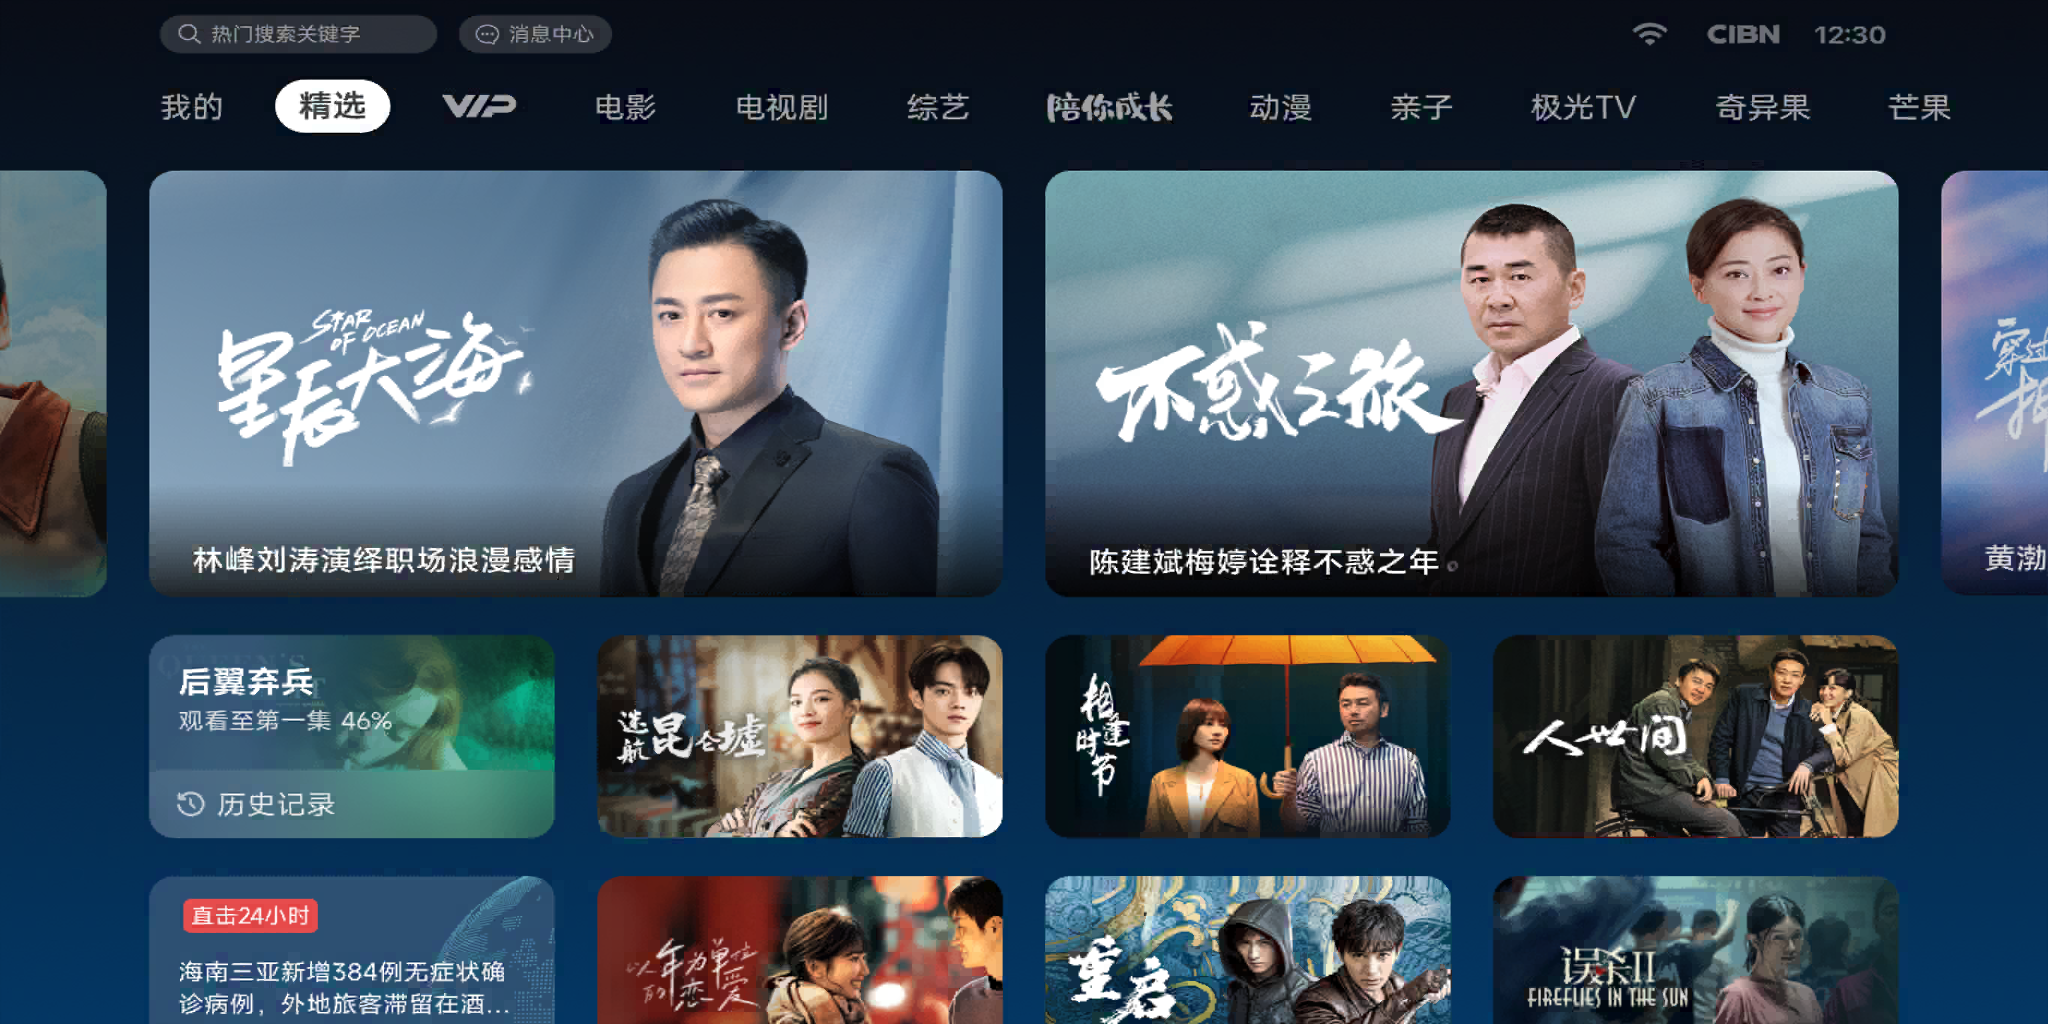 热门搜索关键字
消息中心
CIBN
12:30
我的
精选
VIP
电影
电视剧
综艺
陪你成长
动漫
亲子
极光TV
奇异果
芒果
STAR
OF OCEAN
星辰大海
林峰刘涛演绎职场浪漫感情
不惑之旅
陈建斌梅婷诠释不惑之年。
穿过
拥
黄渤
后翼弃兵
观看至第一集 46%
历史记录
逆航昆仑墟
相逢时节
人世间
直击24小时
海南三亚新增384例无症状确
诊病例，外地旅客滞留在酒...
以年为单位
的恋爱
重启
误杀II
FIREFLIES IN THE SUN